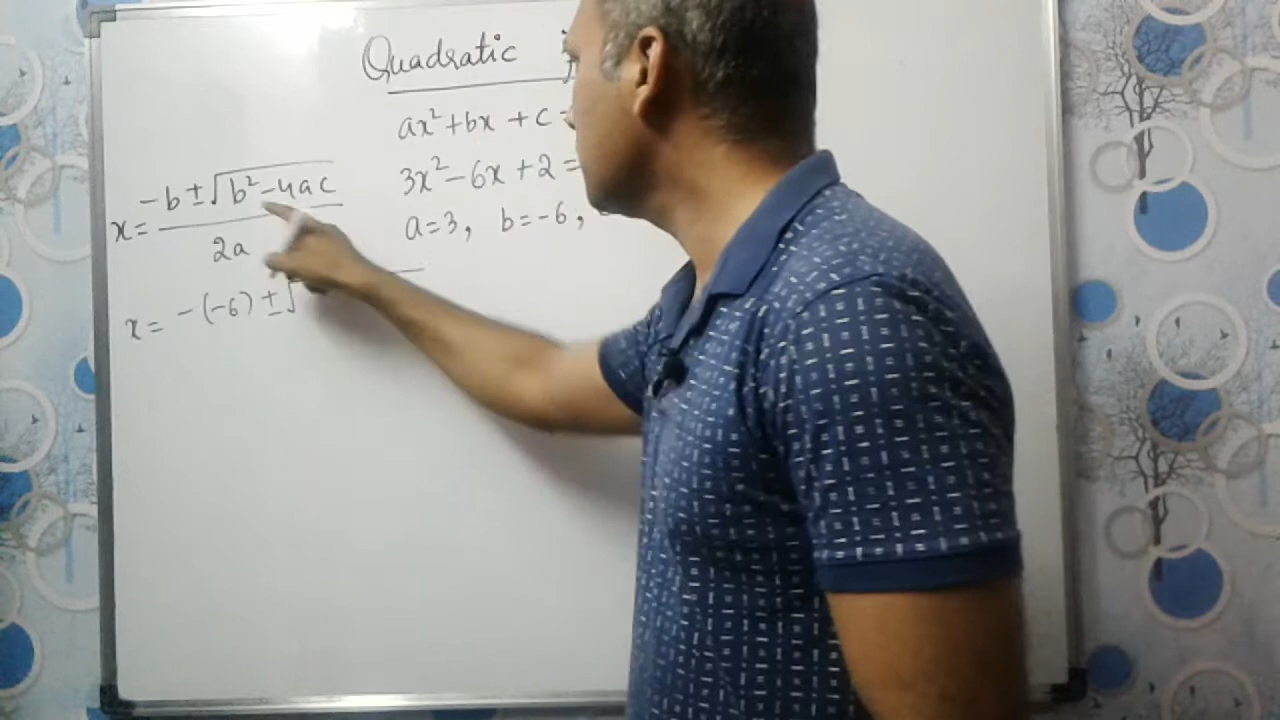 Quadratic
ax²+bx+c=
3x²-6x+2=
a=3, b=-6,
x= -b±√b²-4ac / 2a
x= -(-6) ±√